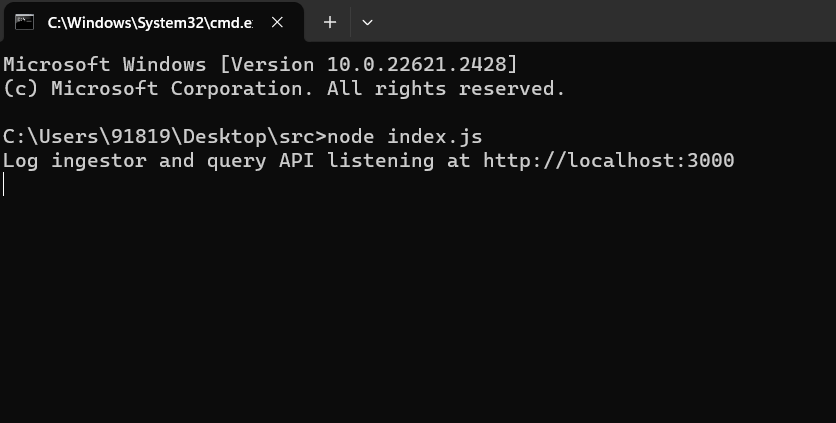 C:\Windows\System32\cmd.e
Microsoft Windows [Version 10.0.22621.2428]
(c) Microsoft Corporation. All rights reserved.
C:\Users\91819\Desktop\src>node index.js
Log ingestor and query API listening at http://localhost:3000